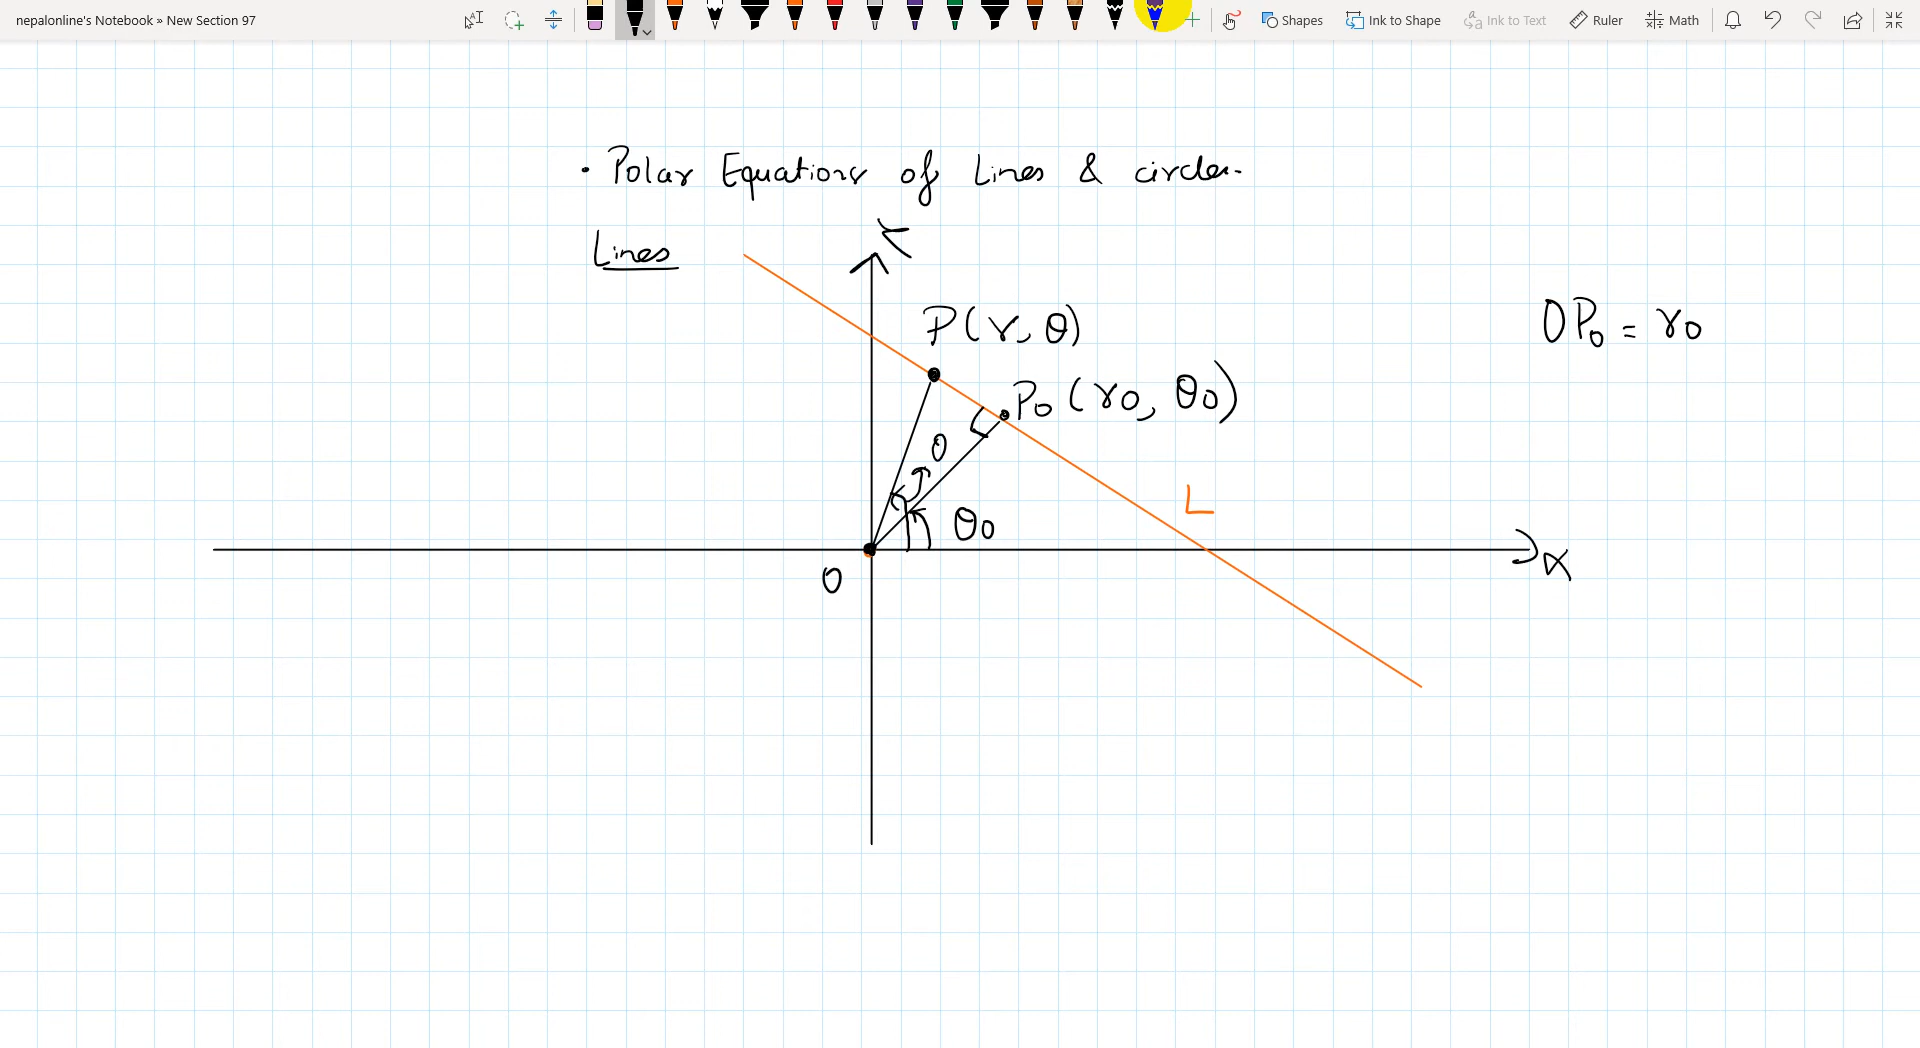 nepalonline's Notebook » New Section 97
Shapes Ink to Shape Ink to Text Ruler Math
• Polar Equations of Lines & circles.
Lines
Y
P(r, θ)
OP₀ = r₀
P₀ (r₀, θ₀)
θ
L
θ₀
O
x